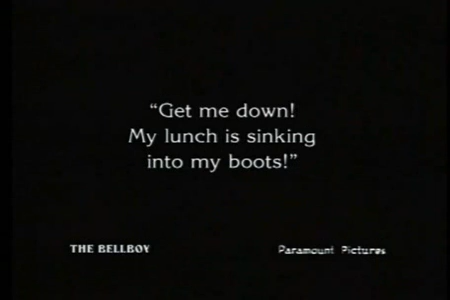 “Get me down!
My lunch is sinking
into my boots!”
THE BELLBOY
Paramount Pictures